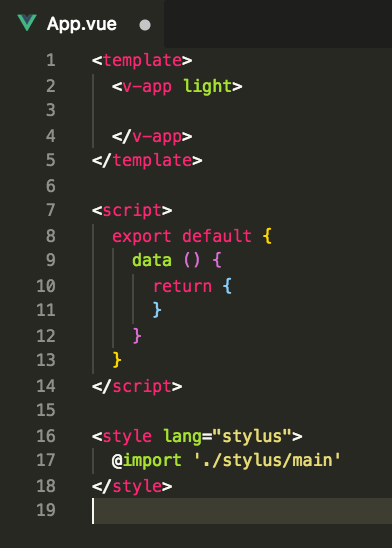 App.vue
1 <template>
2   <v-app light>
3
4   </v-app>
5 </template>
6
7 <script>
8   export default {
9     data () {
10       return {
11       }
12     }
13   }
14 </script>
15
16 <style lang="stylus">
17   @import './stylus/main'
18 </style>
19